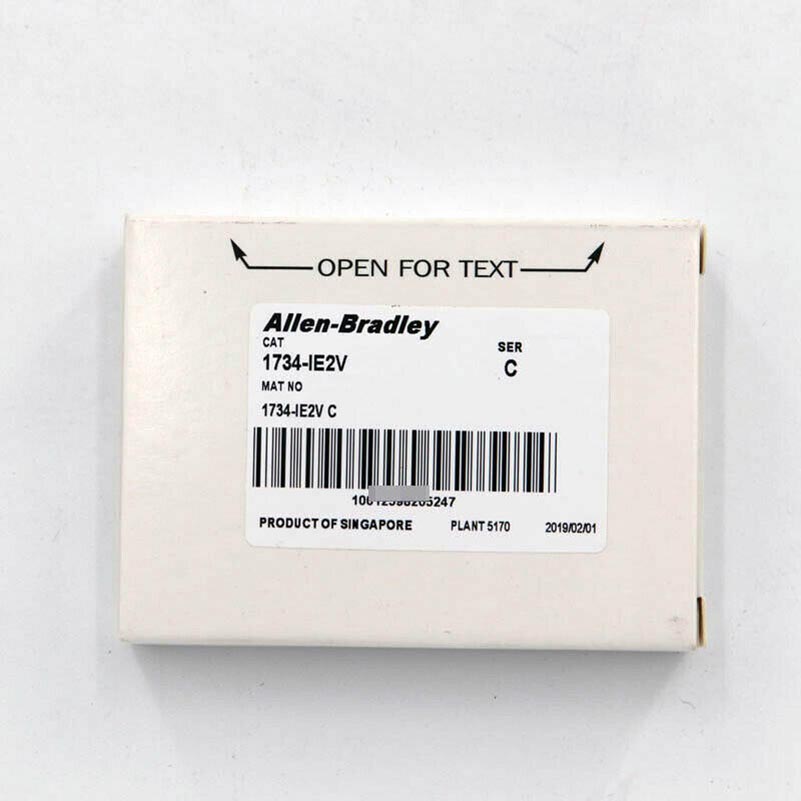 OPEN FOR TEXT
Allen-Bradley
CAT
SER
1734-IE2V
C
MAT NO
1734-IE2V C
PRODUCT OF SINGAPORE PLANT 5170 2019/02/01